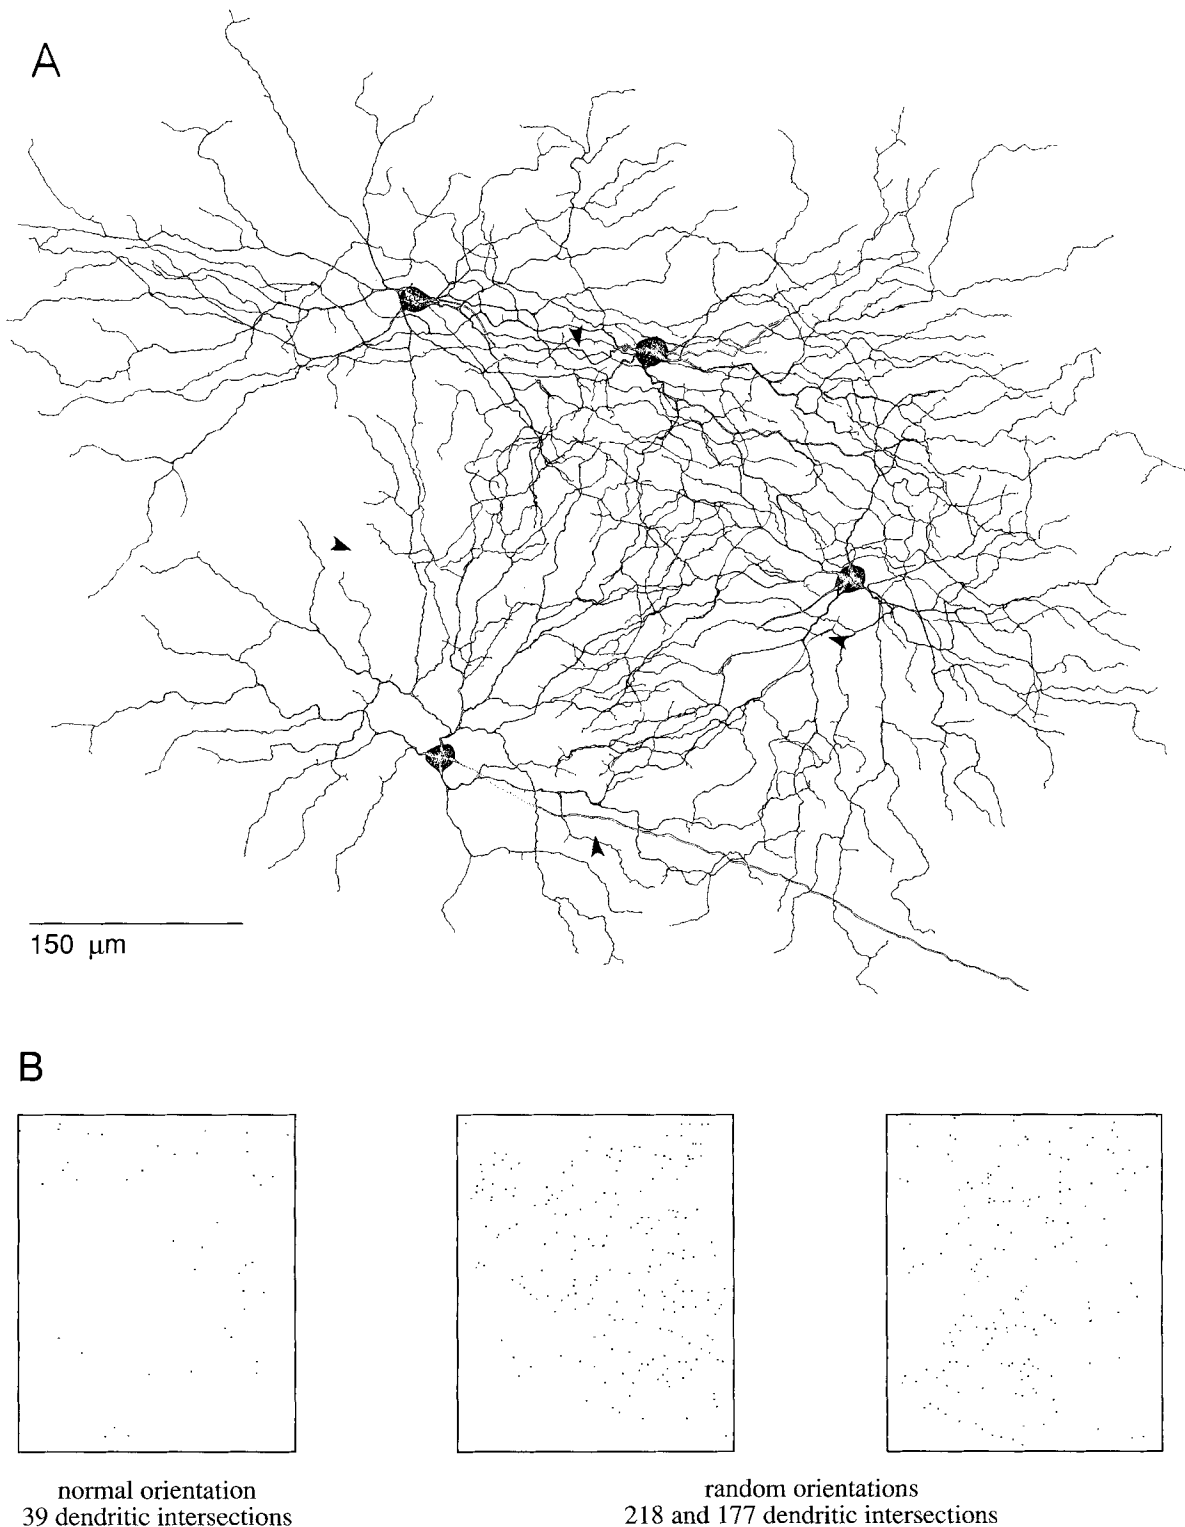 A
150 μm
B
normal orientation
39 dendritic intersections
random orientations
218 and 177 dendritic intersections